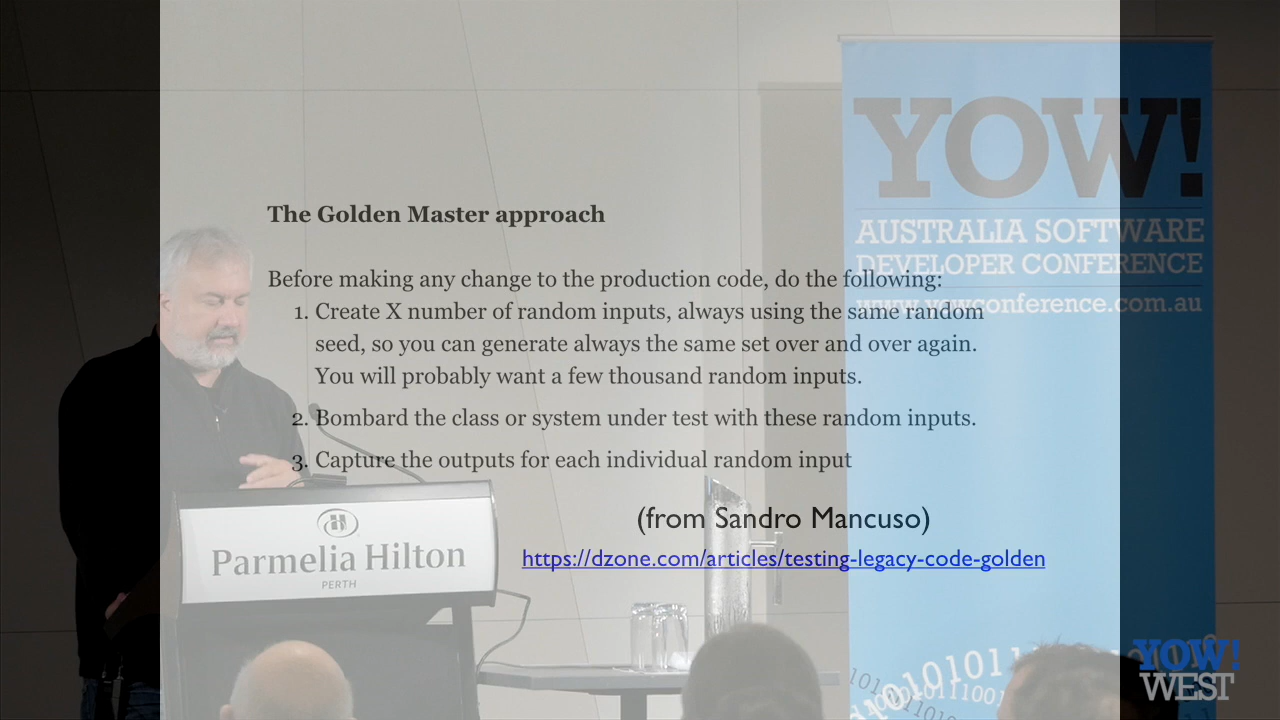 The Golden Master approach
Before making any change to the production code, do the following:
1. Create X number of random inputs, always using the same random
seed, so you can generate always the same set over and over again.
You will probably want a few thousand random inputs.
2. Bombard the class or system under test with these random inputs.
3. Capture the outputs for each individual random input
(from Sandro Mancuso)
https://dzone.com/articles/testing-legacy-code-golden
YOW!
AUSTRALIA SOFTWARE
DEVELOPER CONFERENCE
www.yowconference.com.au
H
Parmelia Hilton
PERTH
YOW!
WEST